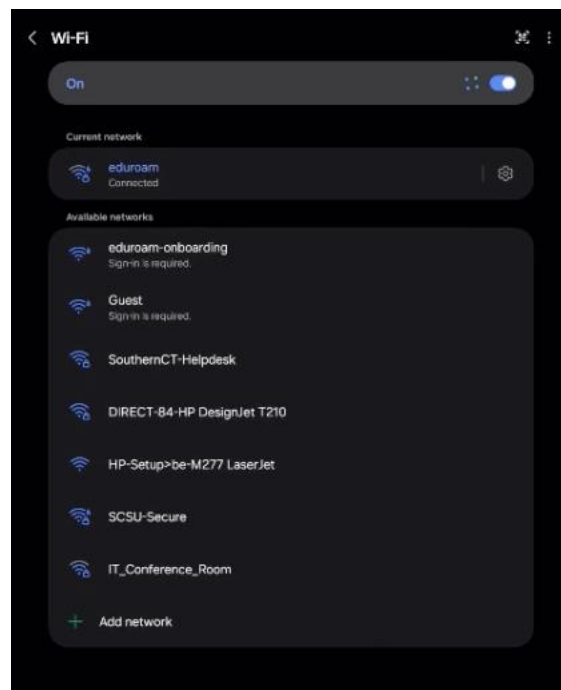 Wi-Fi
On
Current network
eduroam
Connected
Available networks
eduroam-onboarding
Sign-in is required.
Guest
Sign-in is required.
SouthernCT-Helpdesk
DIRECT-84-HP DesignJet T210
HP-Setup>be-M277 LaserJet
SCSU-Secure
IT_Conference_Room
Add network